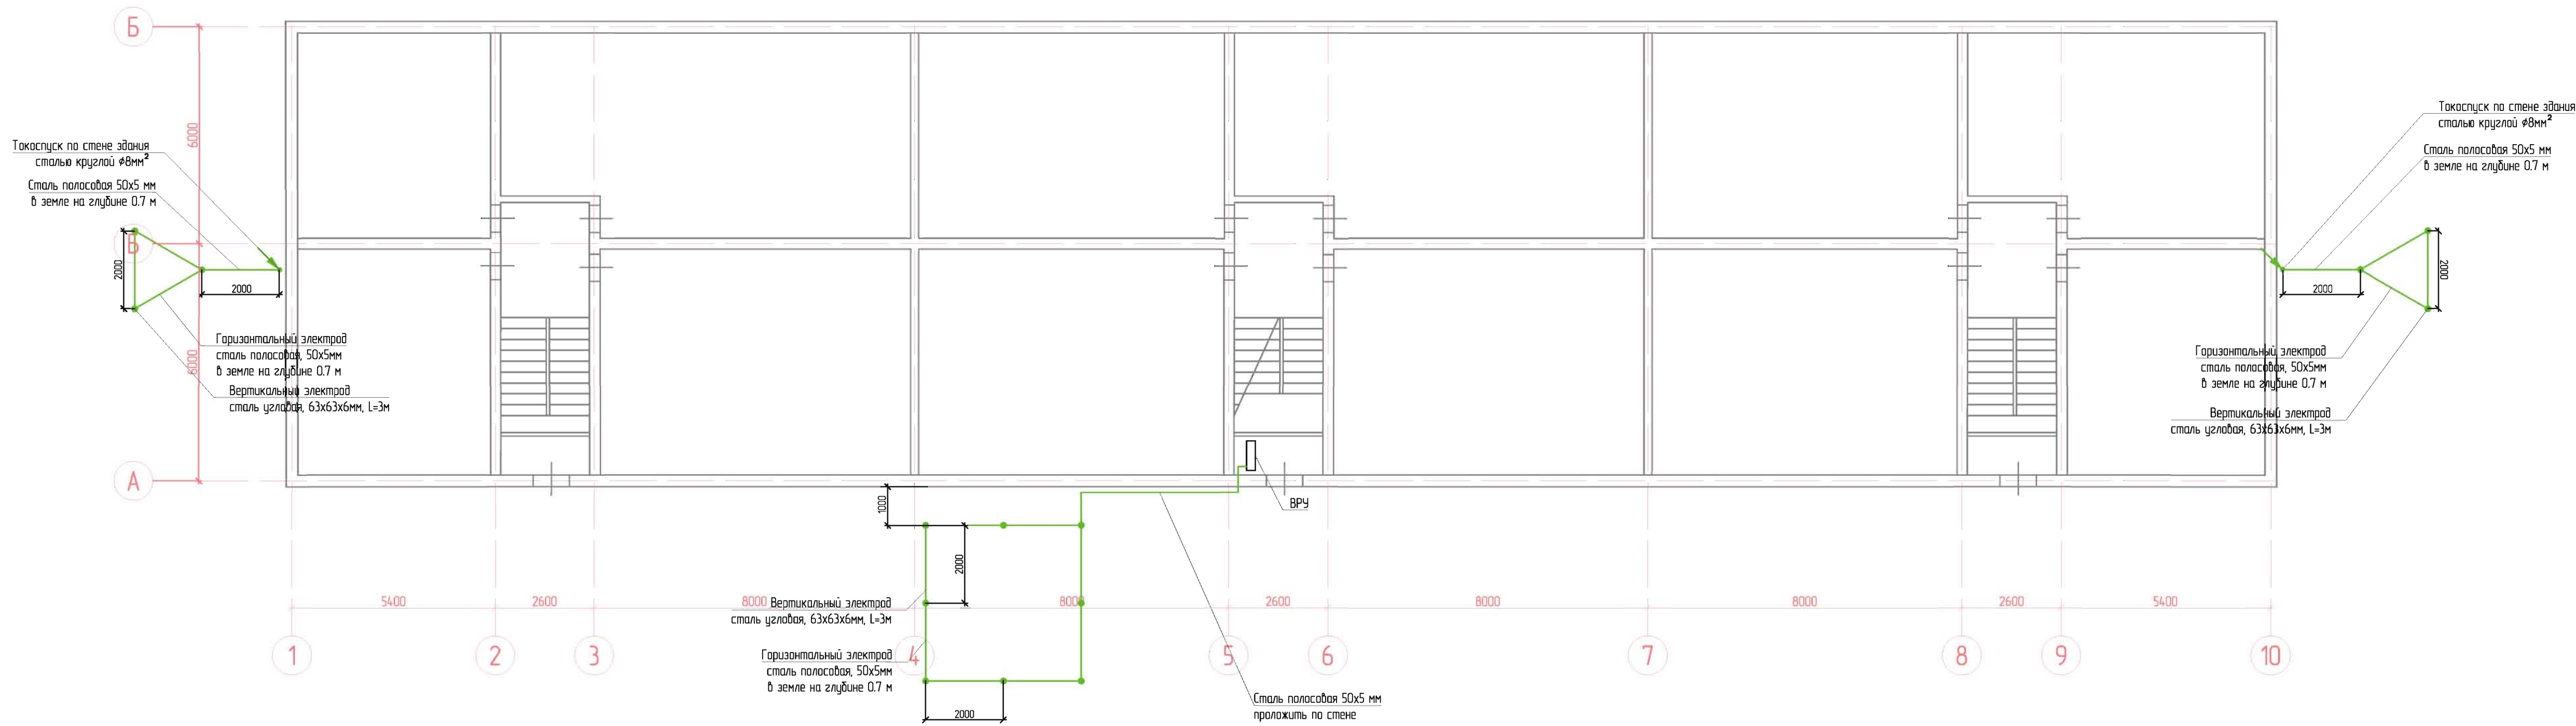 Б
Токоспуск по стене здания
сталью круглой ⌀8мм²
Сталь полосовая 50х5 мм
в земле на глубине 0.7 м
6000
Б
2000
2000
Горизонтальный электрод
сталь полосовая, 50х5мм
в земле на глубине 0.7 м
6000
Вертикальный электрод
сталь угловая, 63х63х6мм, L=3м
А
Токоспуск по стене здания
сталью круглой ⌀8мм²
Сталь полосовая 50х5 мм
в земле на глубине 0.7 м
2000
2000
Горизонтальный электрод
сталь полосовая, 50х5мм
в земле на глубине 0.7 м
Вертикальный электрод
сталь угловая, 63х63х6мм, L=3м
1000
ВРУ
2000
Вертикальный электрод
сталь угловая, 63х63х6мм, L=3м
Горизонтальный электрод
сталь полосовая, 50х5мм
в земле на глубине 0.7 м
2000
Сталь полосовая 50х5 мм
проложить по стене
5400
2600
8000
8000
2600
8000
8000
2600
5400
1
2
3
4
5
6
7
8
9
10